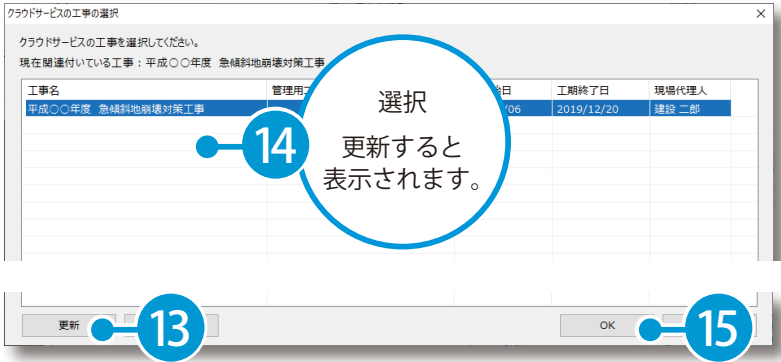 クラウドサービスの工事の選択
クラウドサービスの工事を選択してください。
現在関連付いている工事：平成○○年度 急傾斜地崩壊対策工事
工事名 管理用 日 工期終了日 現場代理人
平成○○年度 急傾斜地崩壊対策工事 /06 2019/12/20 建設 二郎
14
選択
更新すると
表示されます。
更新 13 OK 15